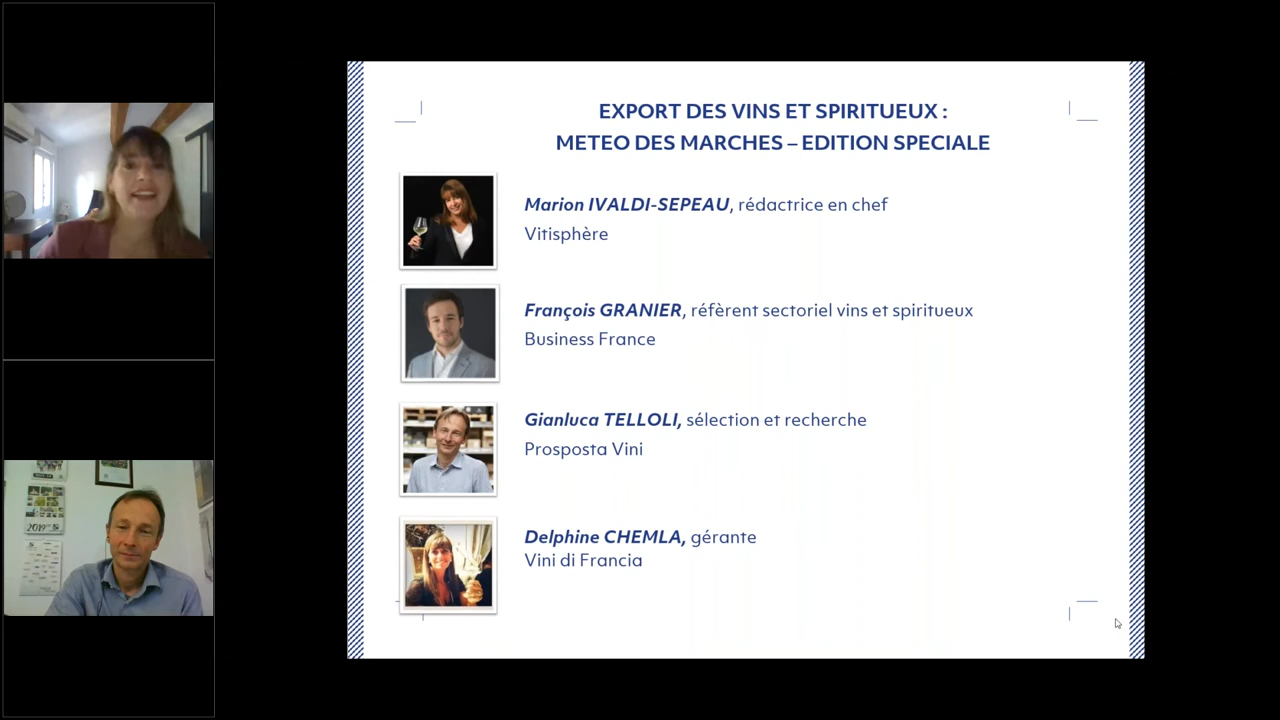 EXPORT DES VINS ET SPIRITUEUX :
METEO DES MARCHES – EDITION SPECIALE
Marion IVALDI-SEPEAU, rédactrice en chef
Vitisphère
François GRANIER, réfèrent sectoriel vins et spiritueux
Business France
Gianluca TELLOLI, sélection et recherche
Prosposta Vini
Delphine CHEMLA, gérante
Vini di Francia
2019